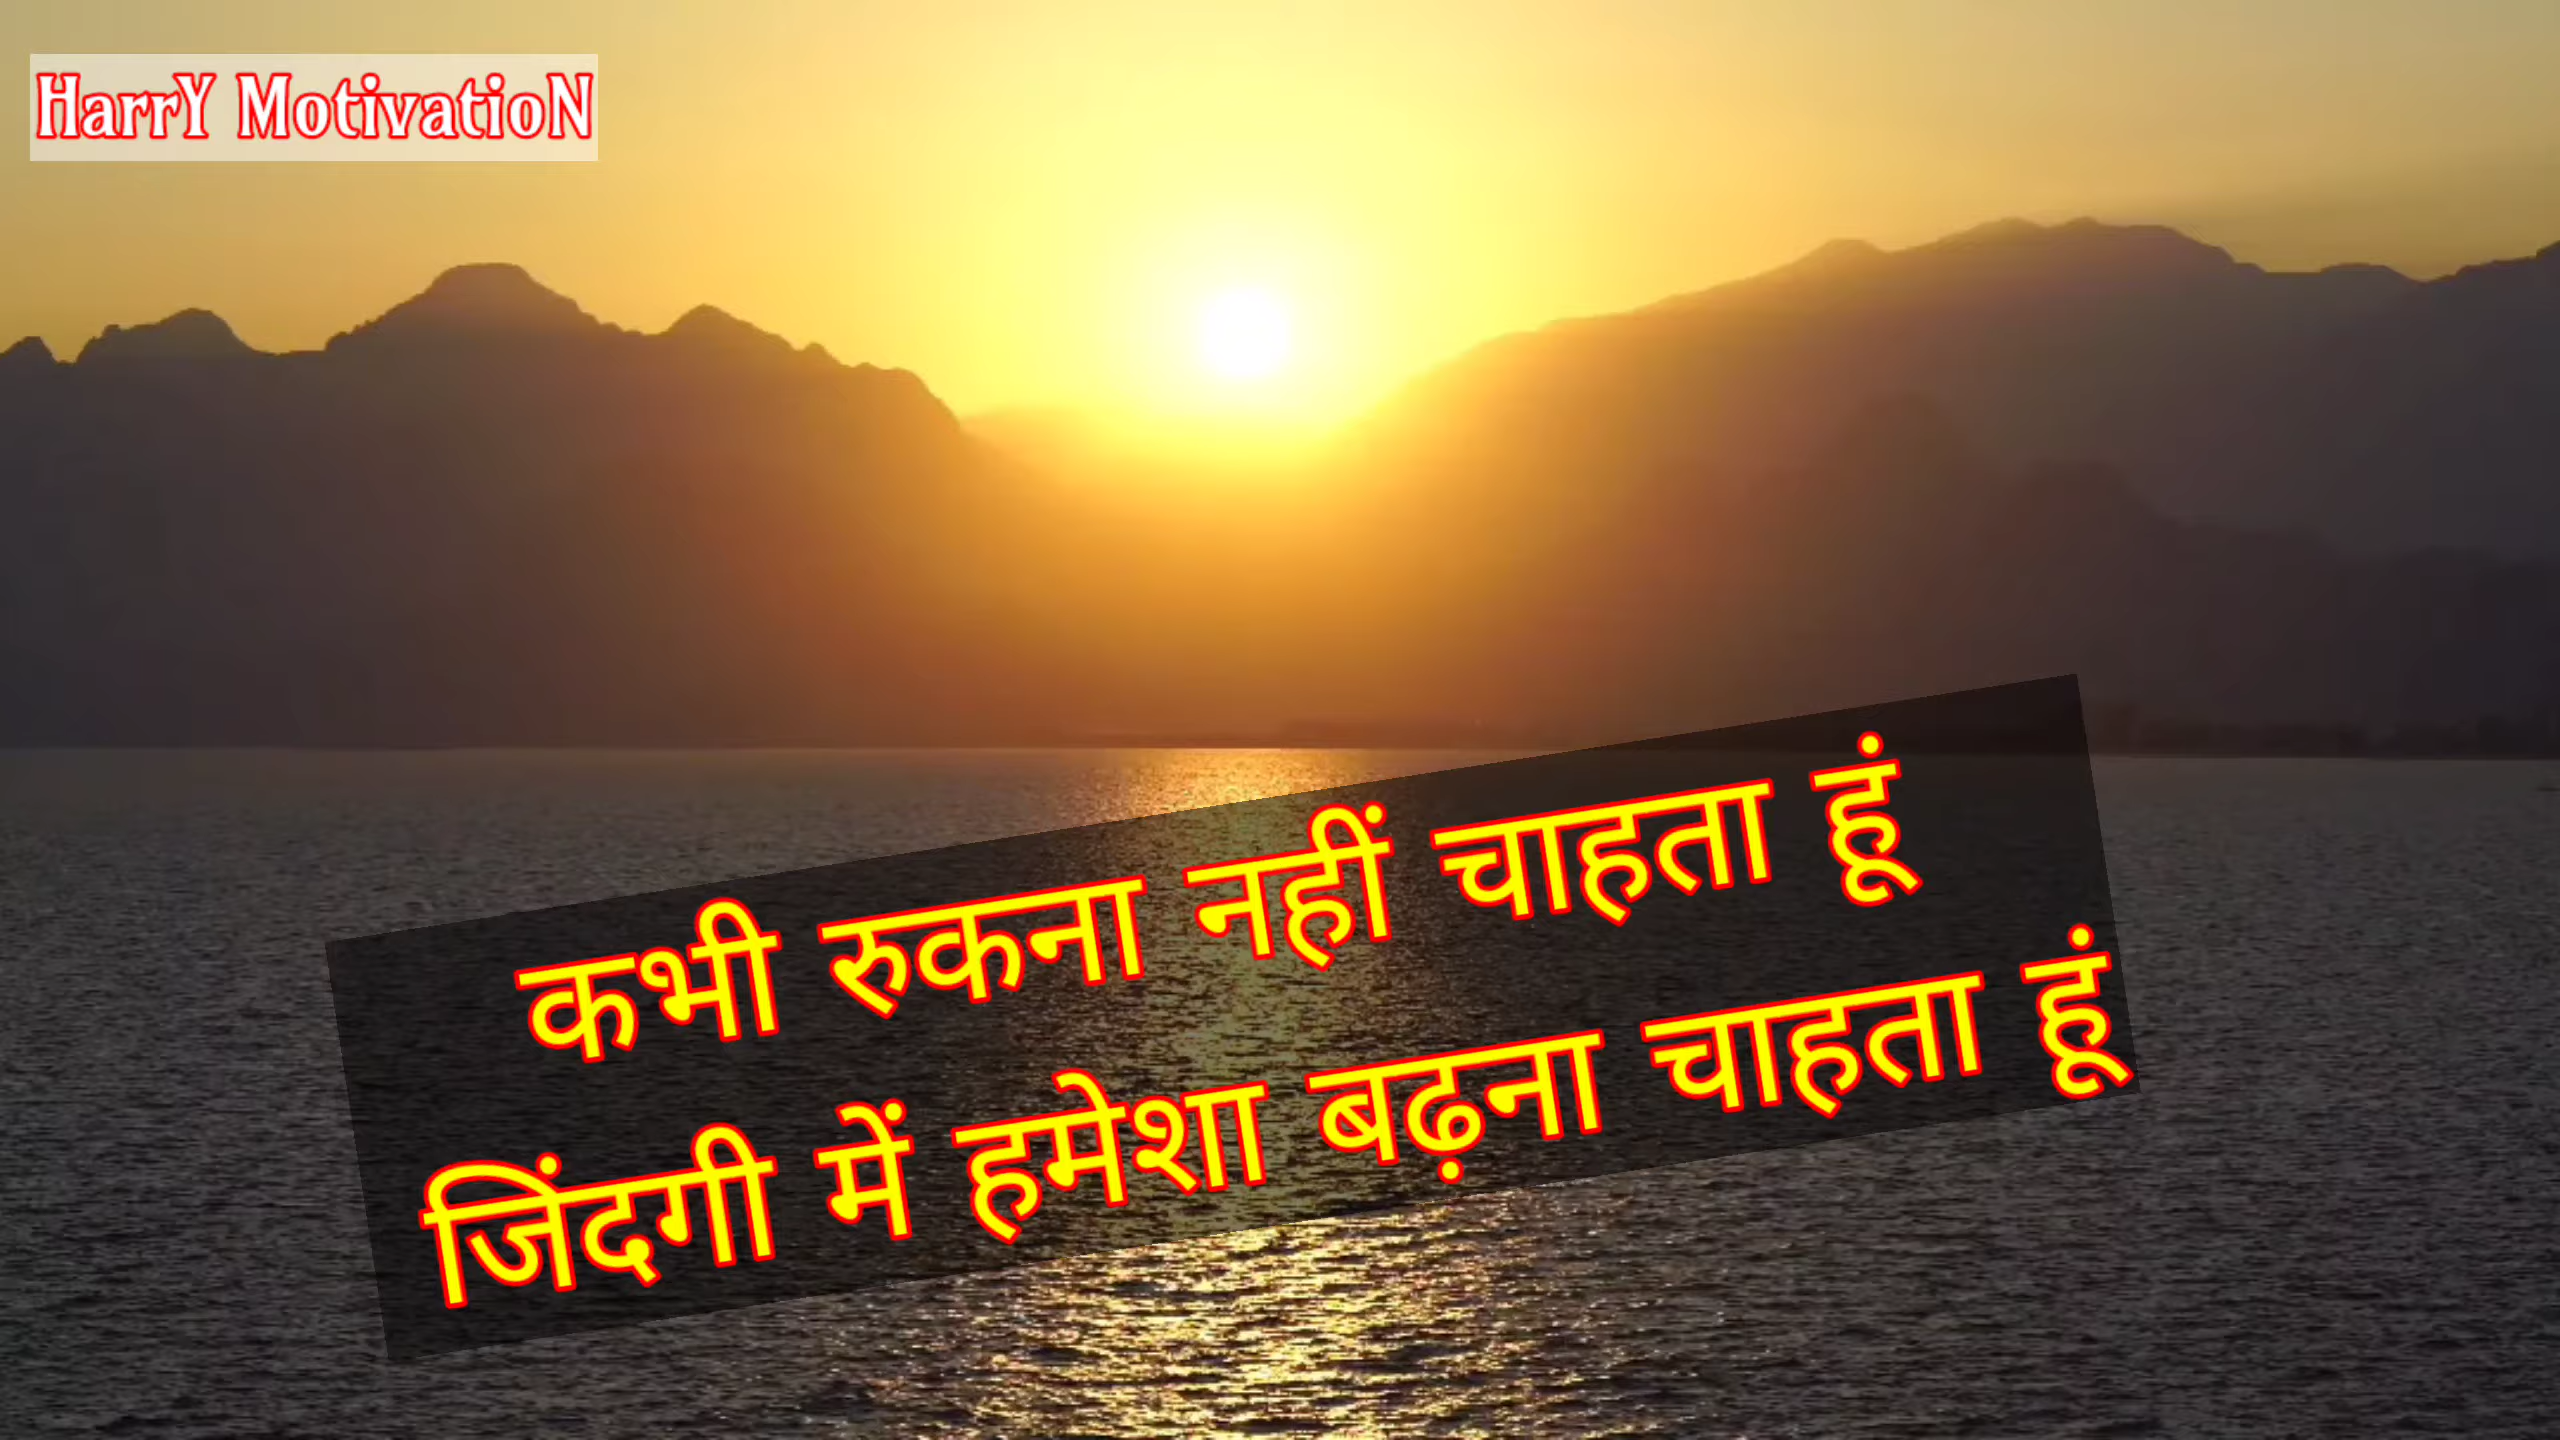 HarrY MotivatioN
कभी रुकना नहीं चाहता हूं
जिंदगी में हमेशा बढ़ना चाहता हूं